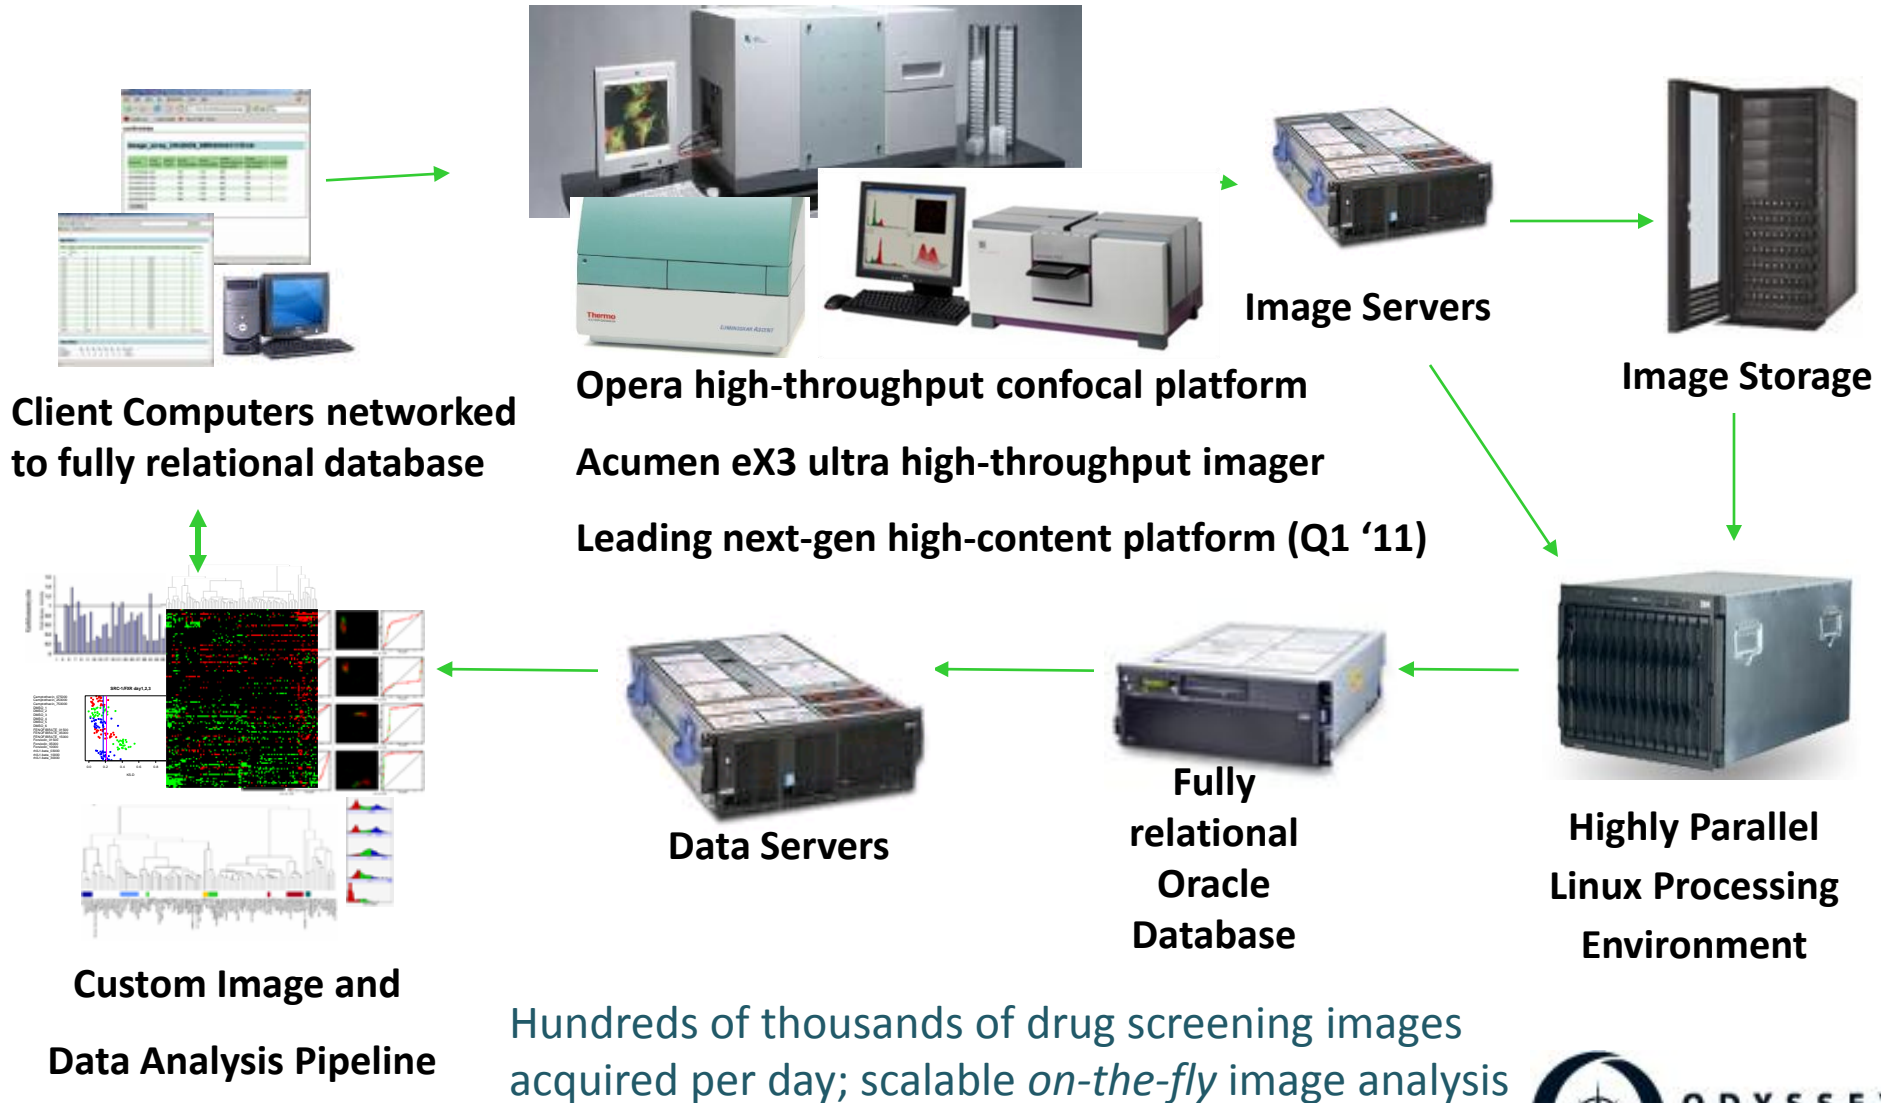 Client Computers networked
to fully relational database
Thermo
Opera high-throughput confocal platform
Acumen eX3 ultra high-throughput imager
Leading next-gen high-content platform (Q1 ‘11)
Image Servers
Image Storage
Highly Parallel
Linux Processing
Environment
Fully
relational
Oracle
Database
Data Servers
Custom Image and
Data Analysis Pipeline
Hundreds of thousands of drug screening images
acquired per day; scalable on-the-fly image analysis